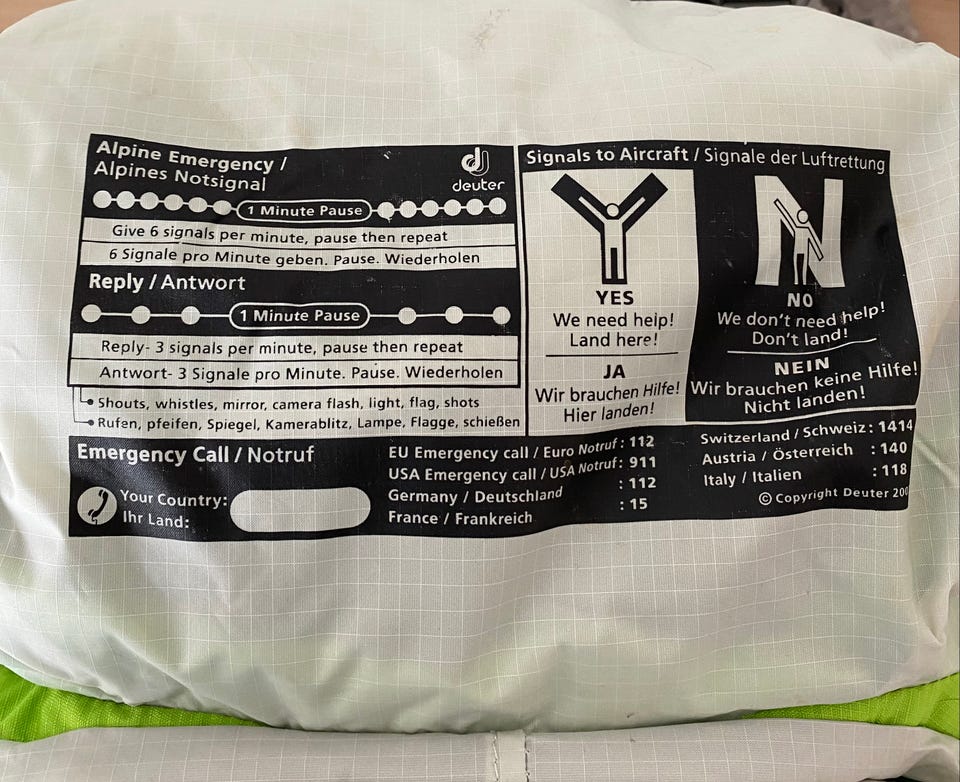 Alpine Emergency /
Alpines Notsignal
deuter
1 Minute Pause
Give 6 signals per minute, pause then repeat
6 Signale pro Minute geben. Pause. Wiederholen
Reply / Antwort
1 Minute Pause
Reply- 3 signals per minute, pause then repeat
Antwort- 3 Signale pro Minute. Pause. Wiederholen
Shouts, whistles, mirror, camera flash, light, flag, shots
Rufen, pfeifen, Spiegel, Kamerablitz, Lampe, Flagge, schießen
Signals to Aircraft / Signale der Luftrettung
Y
YES
We need help!
Land here!
JA
Wir brauchen Hilfe!
Hier landen!
N
NO
We don't need help!
Don't land!
NEIN
Wir brauchen keine Hilfe!
Nicht landen!
Emergency Call / Notruf
Your Country:
Ihr Land:
EU Emergency call / Euro Notruf : 112
USA Emergency call / USA Notruf: 911
Germany / Deutschland : 112
France / Frankreich : 15
Switzerland / Schweiz : 1414
Austria / Österreich : 140
Italy / Italien : 118
© Copyright Deuter 200